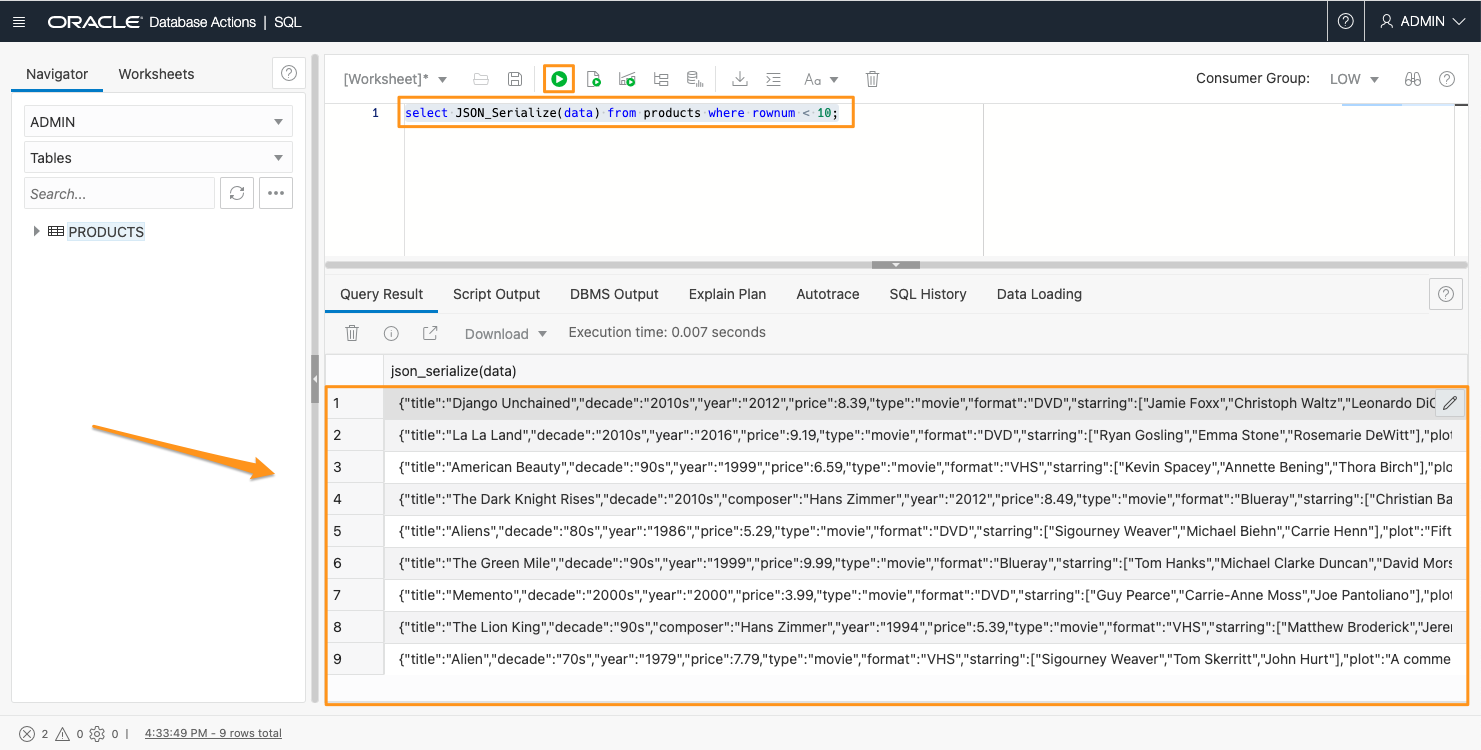 ORACLE Database Actions | SQL
ADMIN
Navigator Worksheets
ADMIN
Tables
Search...
PRODUCTS
[Worksheet]*
Aa
Consumer Group: LOW
1 select JSON_Serialize(data) from products where rownum < 10;
Query Result Script Output DBMS Output Explain Plan Autotrace SQL History Data Loading
Download Execution time: 0.007 seconds
json_serialize(data)
1 {"title":"Django Unchained","decade":"2010s","year":"2012","price":8.39,"type":"movie","format":"DVD","starring":["Jamie Foxx","Christoph Waltz","Leonardo DiC
2 {"title":"La La Land","decade":"2010s","year":"2016","price":9.19,"type":"movie","format":"DVD","starring":["Ryan Gosling","Emma Stone","Rosemarie DeWitt"],"plot
3 {"title":"American Beauty","decade":"90s","year":"1999","price":6.59,"type":"movie","format":"VHS","starring":["Kevin Spacey","Annette Bening","Thora Birch"],"plo
4 {"title":"The Dark Knight Rises","decade":"2010s","composer":"Hans Zimmer","year":"2012","price":8.49,"type":"movie","format":"Blueray","starring":["Christian Ba
5 {"title":"Aliens","decade":"80s","year":"1986","price":5.29,"type":"movie","format":"DVD","starring":["Sigourney Weaver","Michael Biehn","Carrie Henn"],"plot":"Fift
6 {"title":"The Green Mile","decade":"90s","year":"1999","price":9.99,"type":"movie","format":"Blueray","starring":["Tom Hanks","Michael Clarke Duncan","David Mors
7 {"title":"Memento","decade":"2000s","year":"2000","price":3.99,"type":"movie","format":"DVD","starring":["Guy Pearce","Carrie-Anne Moss","Joe Pantoliano"],"plot
8 {"title":"The Lion King","decade":"90s","composer":"Hans Zimmer","year":"1994","price":5.39,"type":"movie","format":"VHS","starring":["Matthew Broderick","Jerer
9 {"title":"Alien","decade":"70s","year":"1979","price":7.79,"type":"movie","format":"VHS","starring":["Sigourney Weaver","Tom Skerritt","John Hurt"],"plot":"A comme
2 0 0 | 4:33:49 PM - 9 rows total